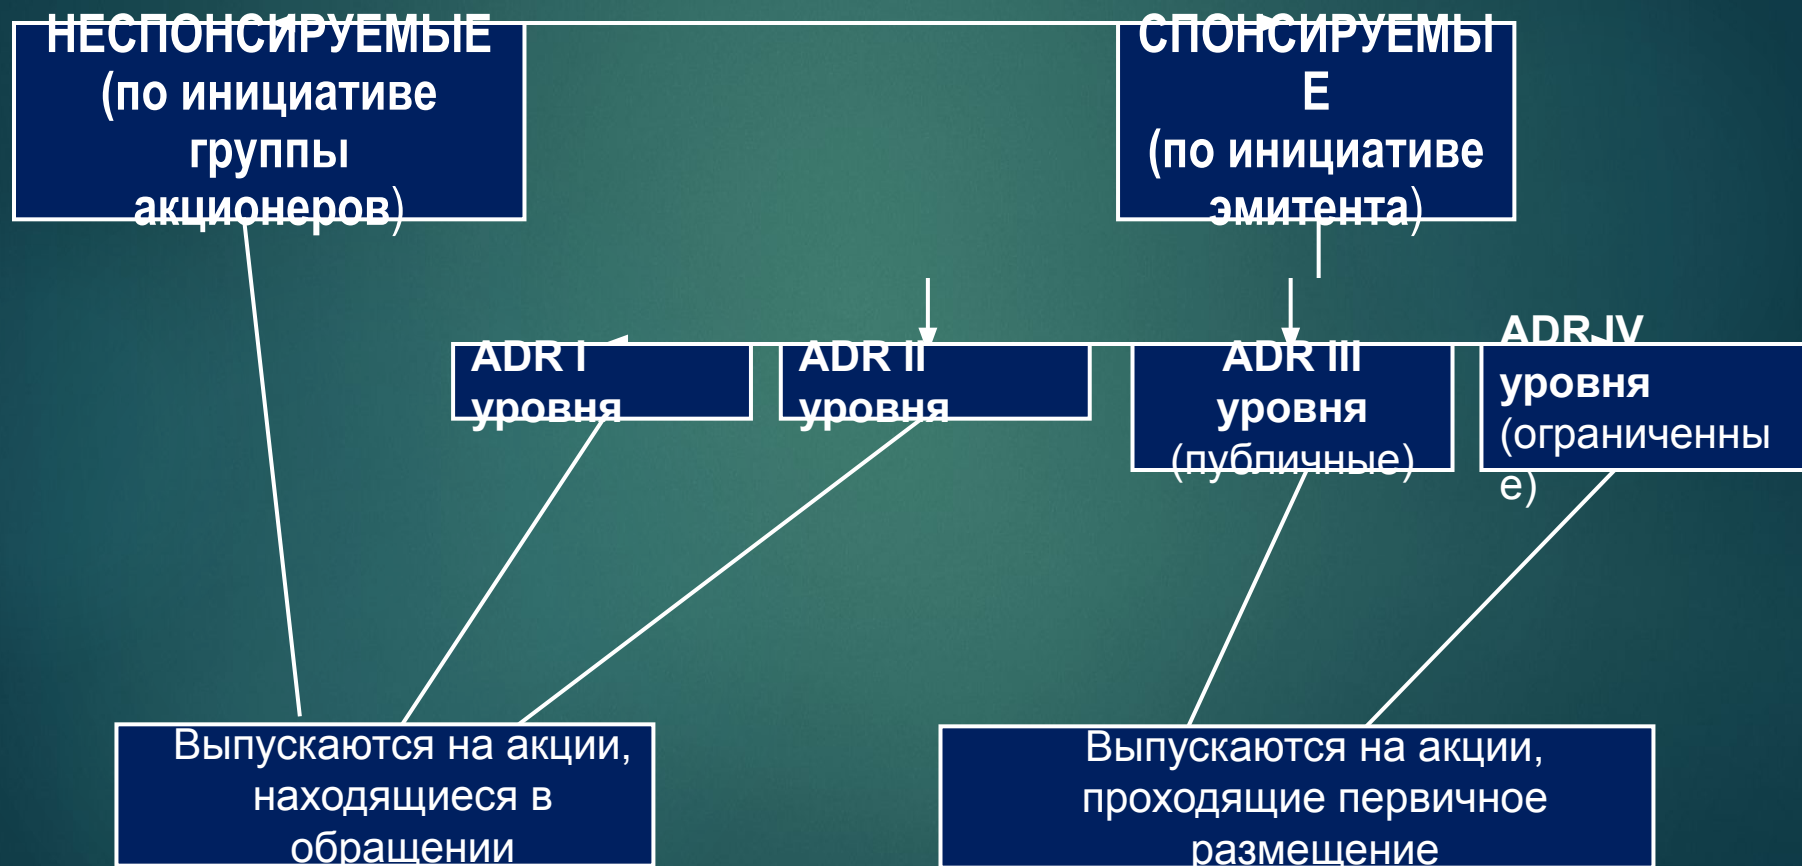 НЕСПОНСИРУЕМЫЕ
(по инициативе
группы
акционеров)
СПОНСИРУЕМЫ
Е
(по инициативе
эмитента)
ADR I
уровня
ADR II
уровня
ADR III
уровня
(публичные)
ADR IV
уровня
(ограниченны
е)
Выпускаются на акции,
находящиеся в
обращении
Выпускаются на акции,
проходящие первичное
размещение